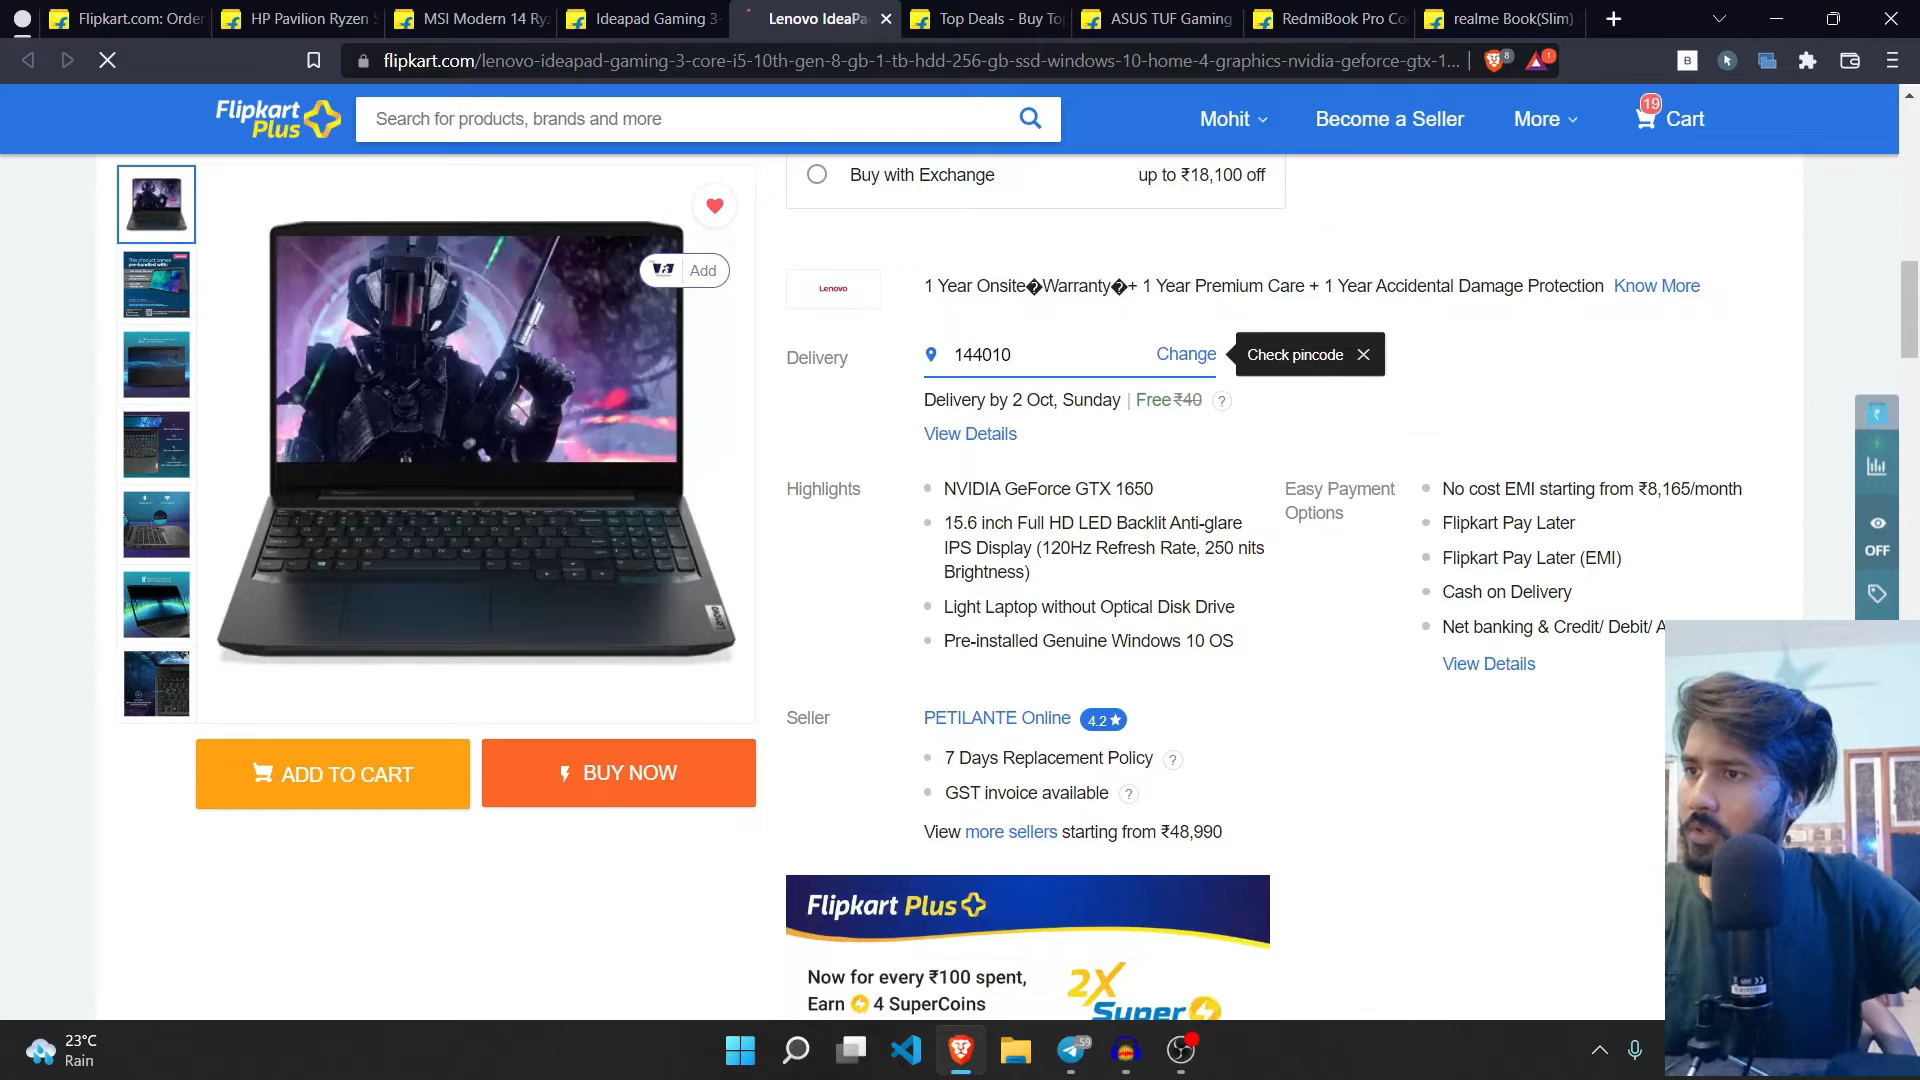 Flipkart.com: Order
HP Pavilion Ryzen 5
MSI Modern 14 Ryz
Ideapad Gaming 3
Lenovo IdeaPa
Top Deals - Buy To
ASUS TUF Gaming
RedmiBook Pro Co
realme Book(Slim)
flipkart.com/lenovo-ideapad-gaming-3-core-i5-10th-gen-8-gb-1-tb-hdd-256-gb-ssd-windows-10-home-4-graphics-nvidia-geforce-gtx-1...
8
1
B
Flipkart
Plus
Search for products, brands and more
Mohit
Become a Seller
More
19
Cart
Buy with Exchange
up to ₹18,100 off
Add
Lenovo
1 Year Onsite�Warranty�+ 1 Year Premium Care + 1 Year Accidental Damage Protection Know More
Delivery
144010
Change
Check pincode
Delivery by 2 Oct, Sunday | Free ₹40 ?
View Details
Highlights
NVIDIA GeForce GTX 1650
15.6 inch Full HD LED Backlit Anti-glare
IPS Display (120Hz Refresh Rate, 250 nits
Brightness)
Light Laptop without Optical Disk Drive
Pre-installed Genuine Windows 10 OS
Easy Payment
Options
No cost EMI starting from ₹8,165/month
Flipkart Pay Later
Flipkart Pay Later (EMI)
Cash on Delivery
Net banking & Credit/ Debit/ A
View Details
OFF
Lenovo
Seller
PETILANTE Online 4.2
7 Days Replacement Policy ?
GST invoice available ?
View more sellers starting from ₹48,990
ADD TO CART
BUY NOW
Flipkart Plus
Now for every ₹100 spent,
Earn 4 SuperCoins
2X
Super
23°C
Rain
59